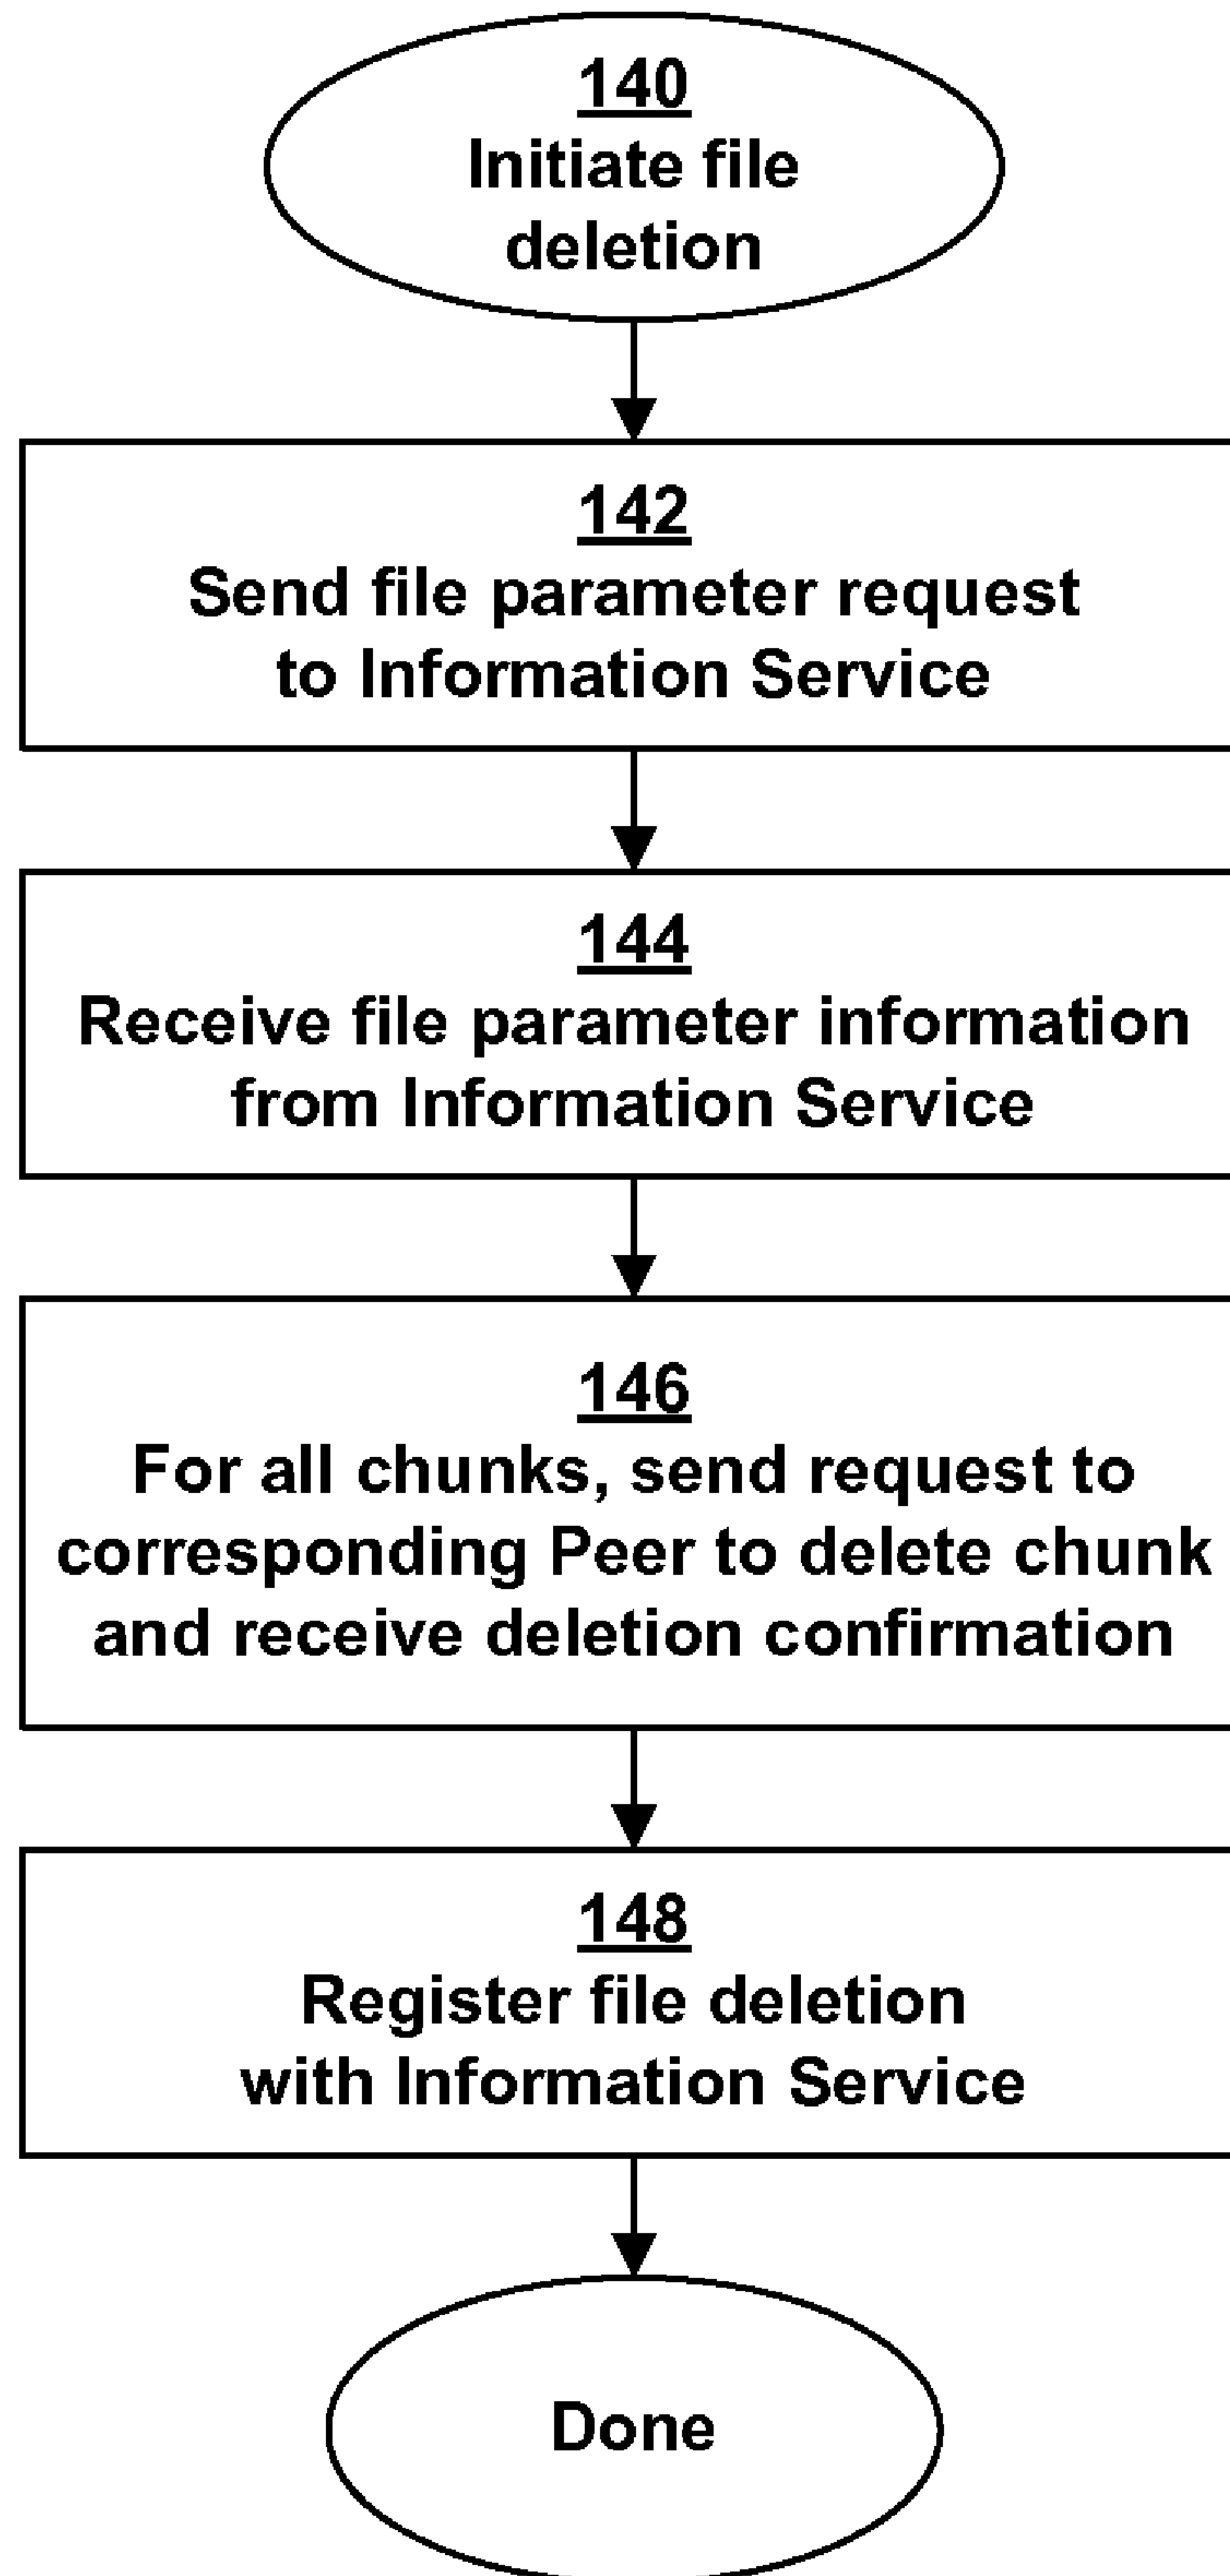 140
Initiate file
deletion
142
Send file parameter request
to Information Service
144
Receive file parameter information
from Information Service
146
For all chunks, send request to
corresponding Peer to delete chunk
and receive deletion confirmation
148
Register file deletion
with Information Service
Done